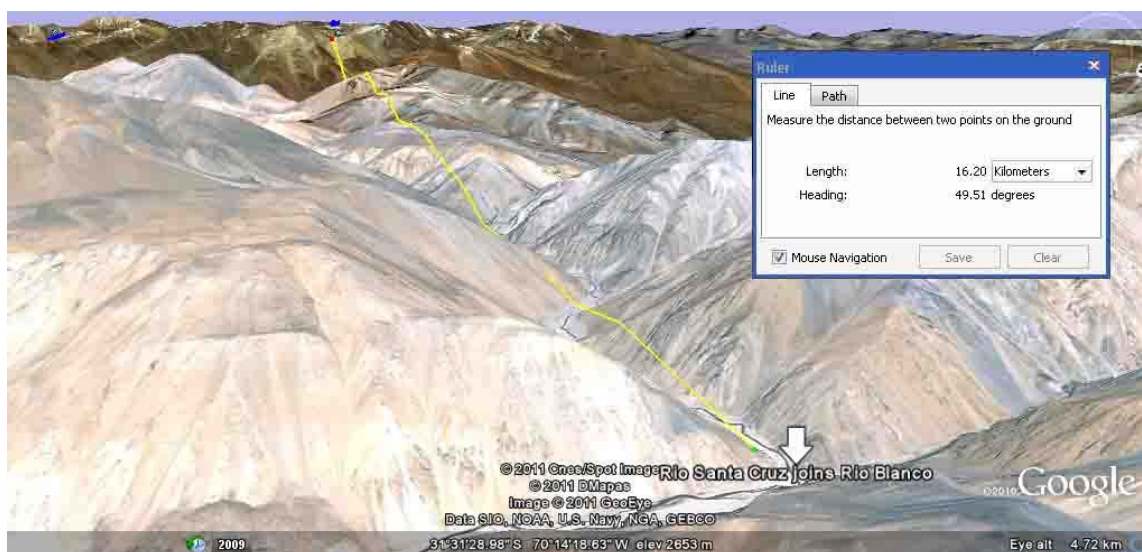 Ruler
Line Path
Measure the distance between two points on the ground
Length: 16.20 Kilometers
Heading: 49.51 degrees
Mouse Navigation Save Clear
© 2011 Cnes/Spot Image
Rio Santa Cruz joins Rio Blanco
© 2011 DMapas
Image © 2011 GeoEye
Data SIO, NOAA, U.S. Navy, NGA, GEBCO
©2010 Google
2009 31°31'28.98" S 70°14'18.63" W elev 2653 m Eye alt 4.72 km